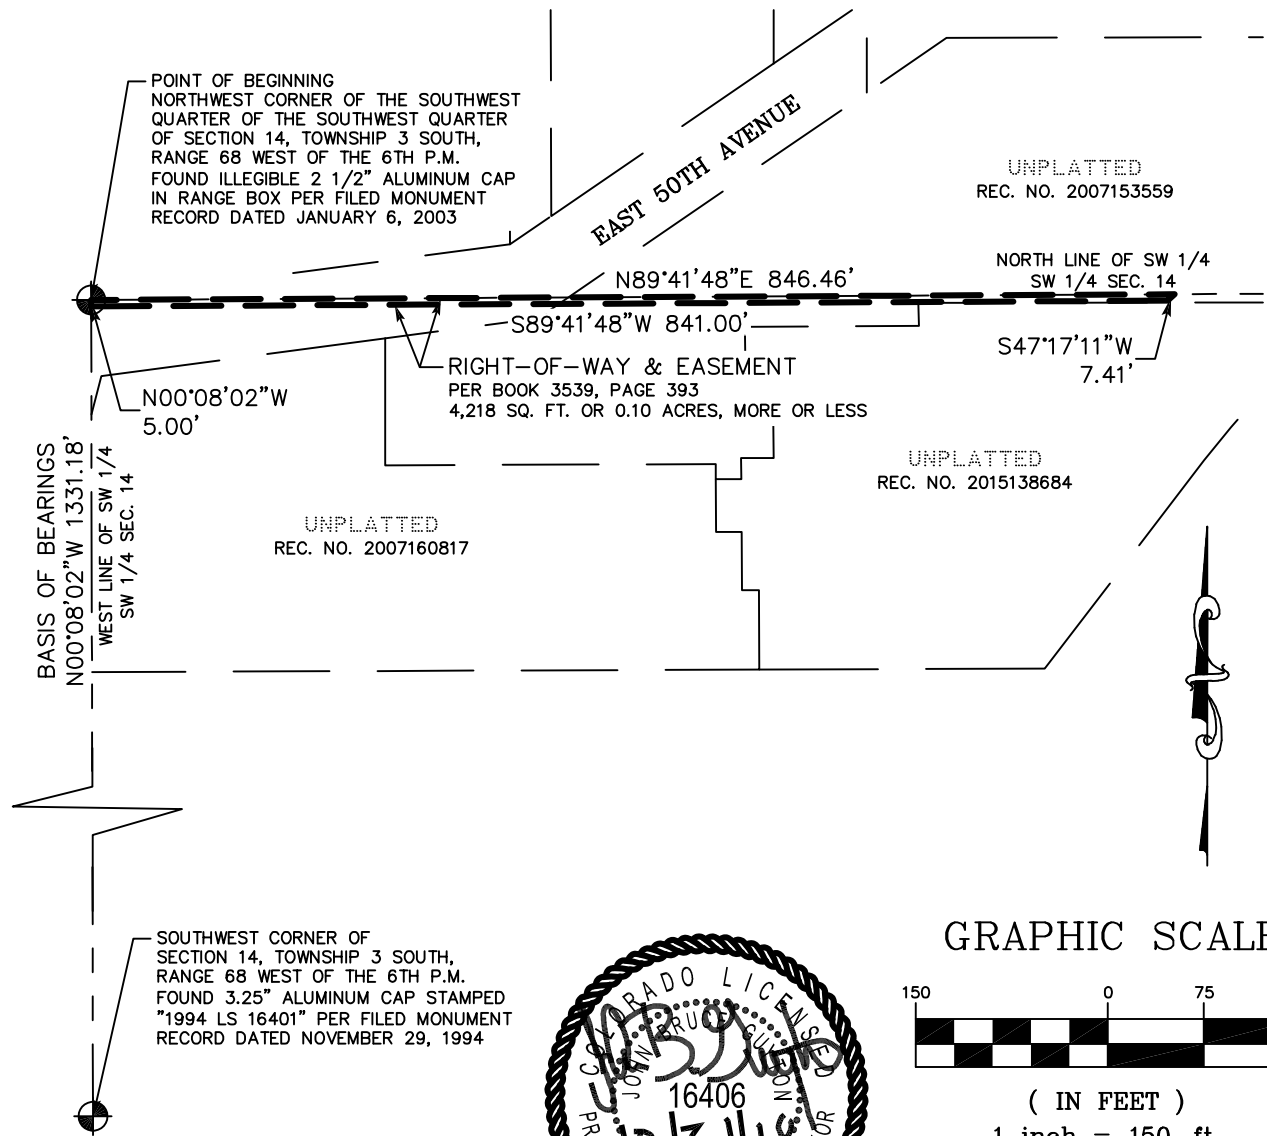 POINT OF BEGINNING
NORTHWEST CORNER OF THE SOUTHWEST
QUARTER OF THE SOUTHWEST QUARTER
OF SECTION 14, TOWNSHIP 3 SOUTH,
RANGE 68 WEST OF THE 6TH P.M.
FOUND ILLEGIBLE 2 1/2" ALUMINUM CAP
IN RANGE BOX PER FILED MONUMENT
RECORD DATED JANUARY 6, 2003
EAST 50TH AVENUE
UNPLATTED
REC. NO. 2007153559
NORTH LINE OF SW 1/4
SW 1/4 SEC. 14
N89°41'48"E 846.46'
S89°41'48"W 841.00'
S47°17'11"W
7.41'
RIGHT-OF-WAY & EASEMENT
PER BOOK 3539, PAGE 393
4,218 SQ. FT. OR 0.10 ACRES, MORE OR LESS
N00°08'02"W
5.00'
BASIS OF BEARINGS
N00°08'02"W 1331.18'
WEST LINE OF SW 1/4
SW 1/4 SEC. 14
UNPLATTED
REC. NO. 2015138684
UNPLATTED
REC. NO. 2007160817
SOUTHWEST CORNER OF
SECTION 14, TOWNSHIP 3 SOUTH,
RANGE 68 WEST OF THE 6TH P.M.
FOUND 3.25" ALUMINUM CAP STAMPED
"1994 LS 16401" PER FILED MONUMENT
RECORD DATED NOVEMBER 29, 1994
COLORADO LICENSED
JOHN BRUCE
16406
GRAPHIC SCALE
150 0 75
( IN FEET )
1 inch = 150 ft.